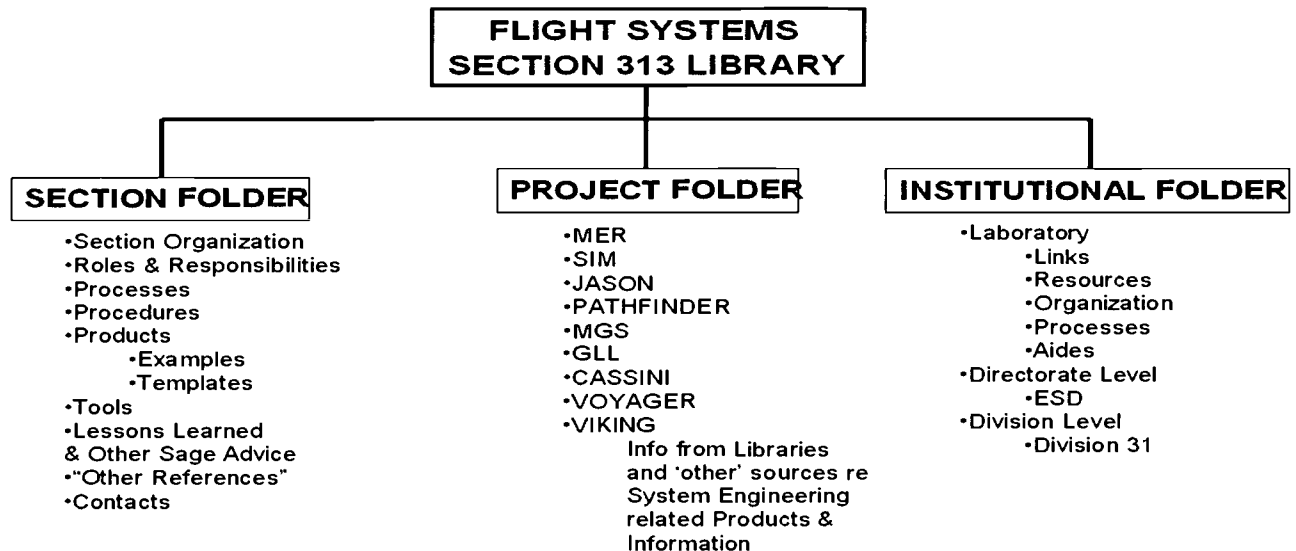 FLIGHT SYSTEMS
SECTION 313 LIBRARY
SECTION FOLDER
•Section Organization
•Roles & Responsibilities
•Processes
•Procedures
•Products
•Examples
•Templates
•Tools
•Lessons Learned
& Other Sage Advice
•"Other References"
•Contacts
PROJECT FOLDER
•MER
•SIM
•JASON
•PATHFINDER
•MGS
•GLL
•CASSINI
•VOYAGER
•VIKING
Info from Libraries
and 'other' sources re
System Engineering
related Products &
Information
INSTITUTIONAL FOLDER
•Laboratory
•Links
•Resources
•Organization
•Processes
•Aides
•Directorate Level
•ESD
•Division Level
•Division 31